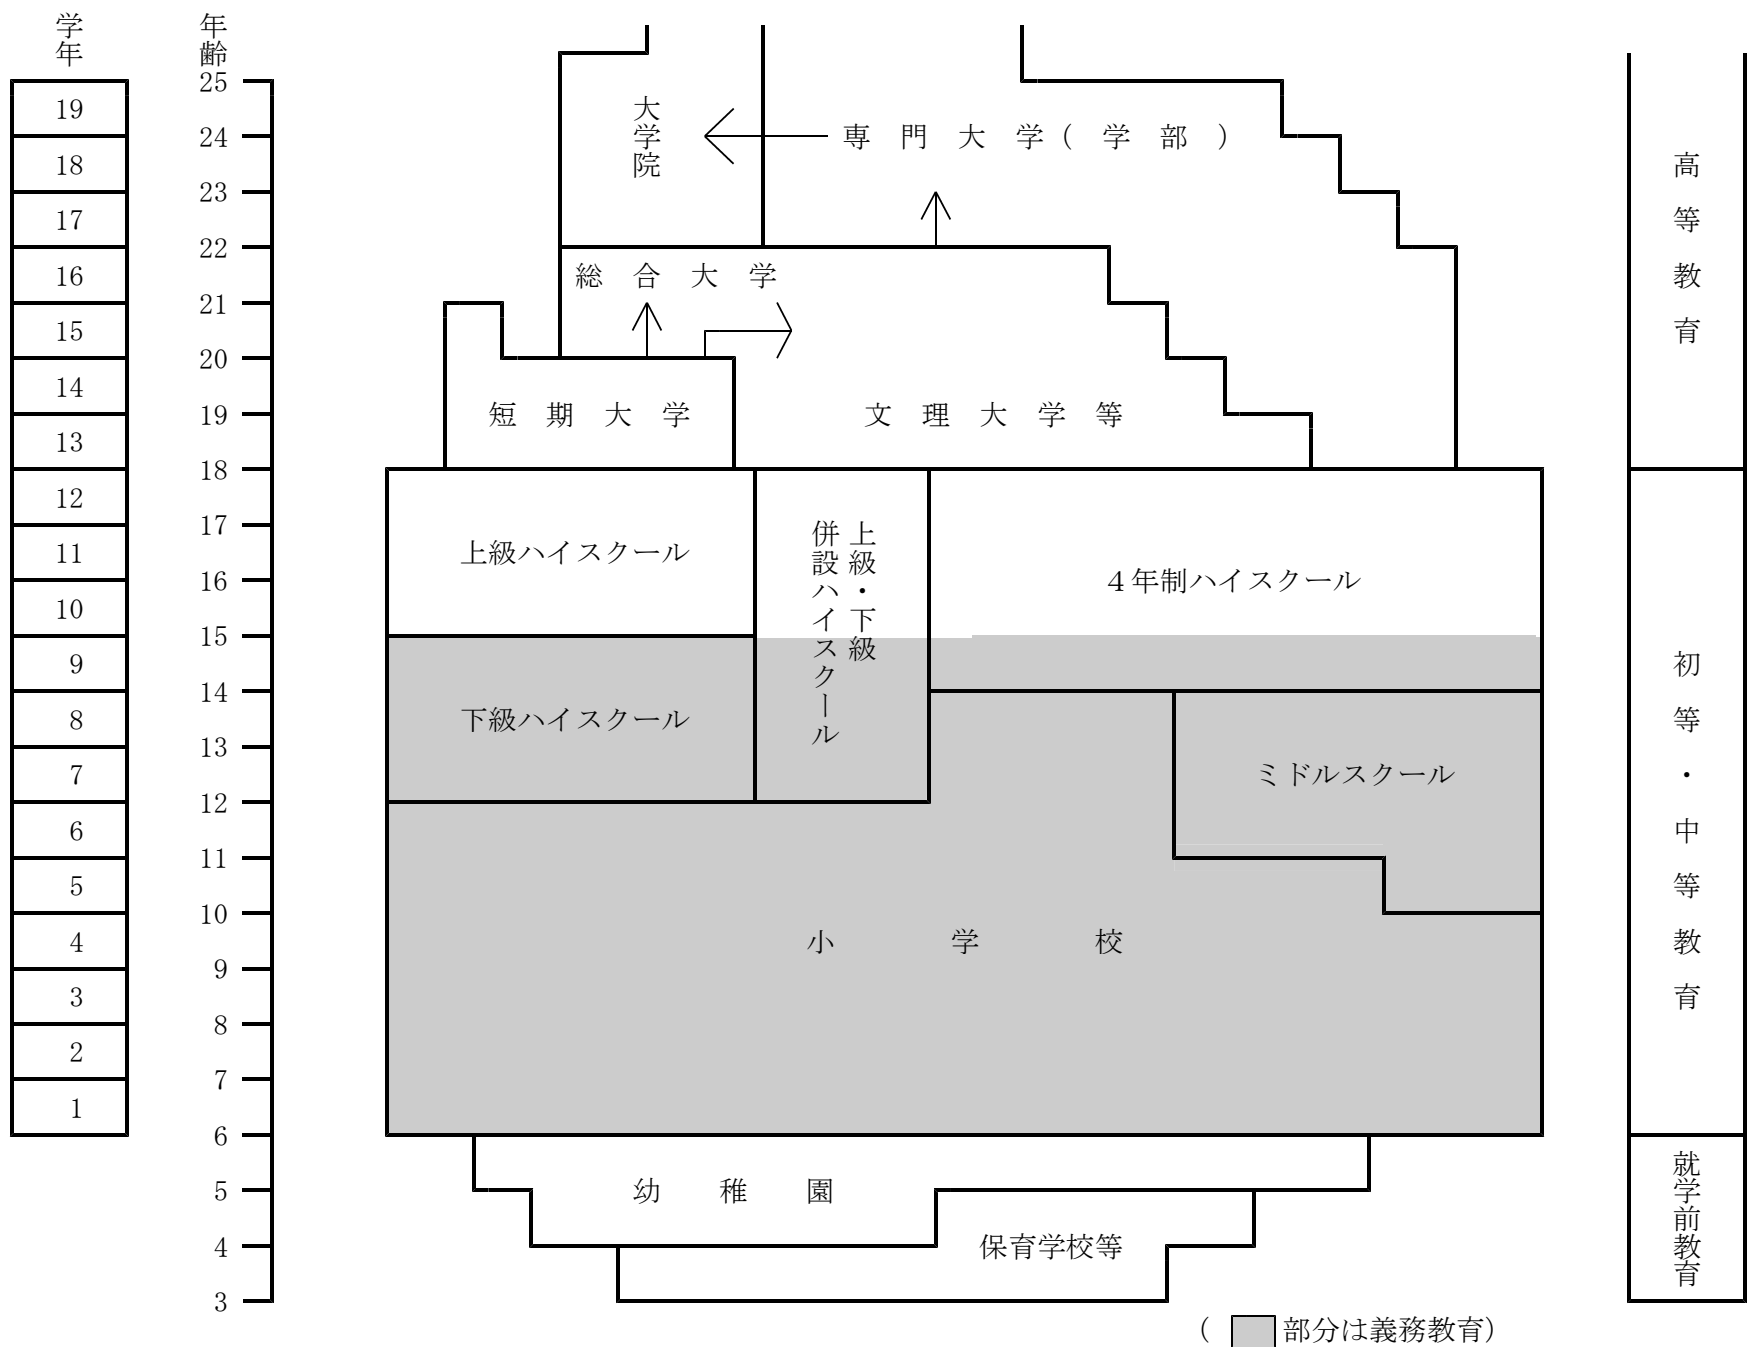 学年
年齢
25
19
24
18
23
17
22
16
21
15
20
14
19
13
18
12
17
11
16
10
15
9
14
8
13
7
12
6
11
5
10
4
9
3
8
2
7
1
6
5
4
3
大学院
専門大学(学部)
総合大学
短期大学
文理大学等
上級ハイスクール
上級・下級
併設ハイスクール
4年制ハイスクール
下級ハイスクール
ミドルスクール
小学校
幼稚園
保育学校等
高等教育
初等・中等教育
就学前教育
( 部分は義務教育)